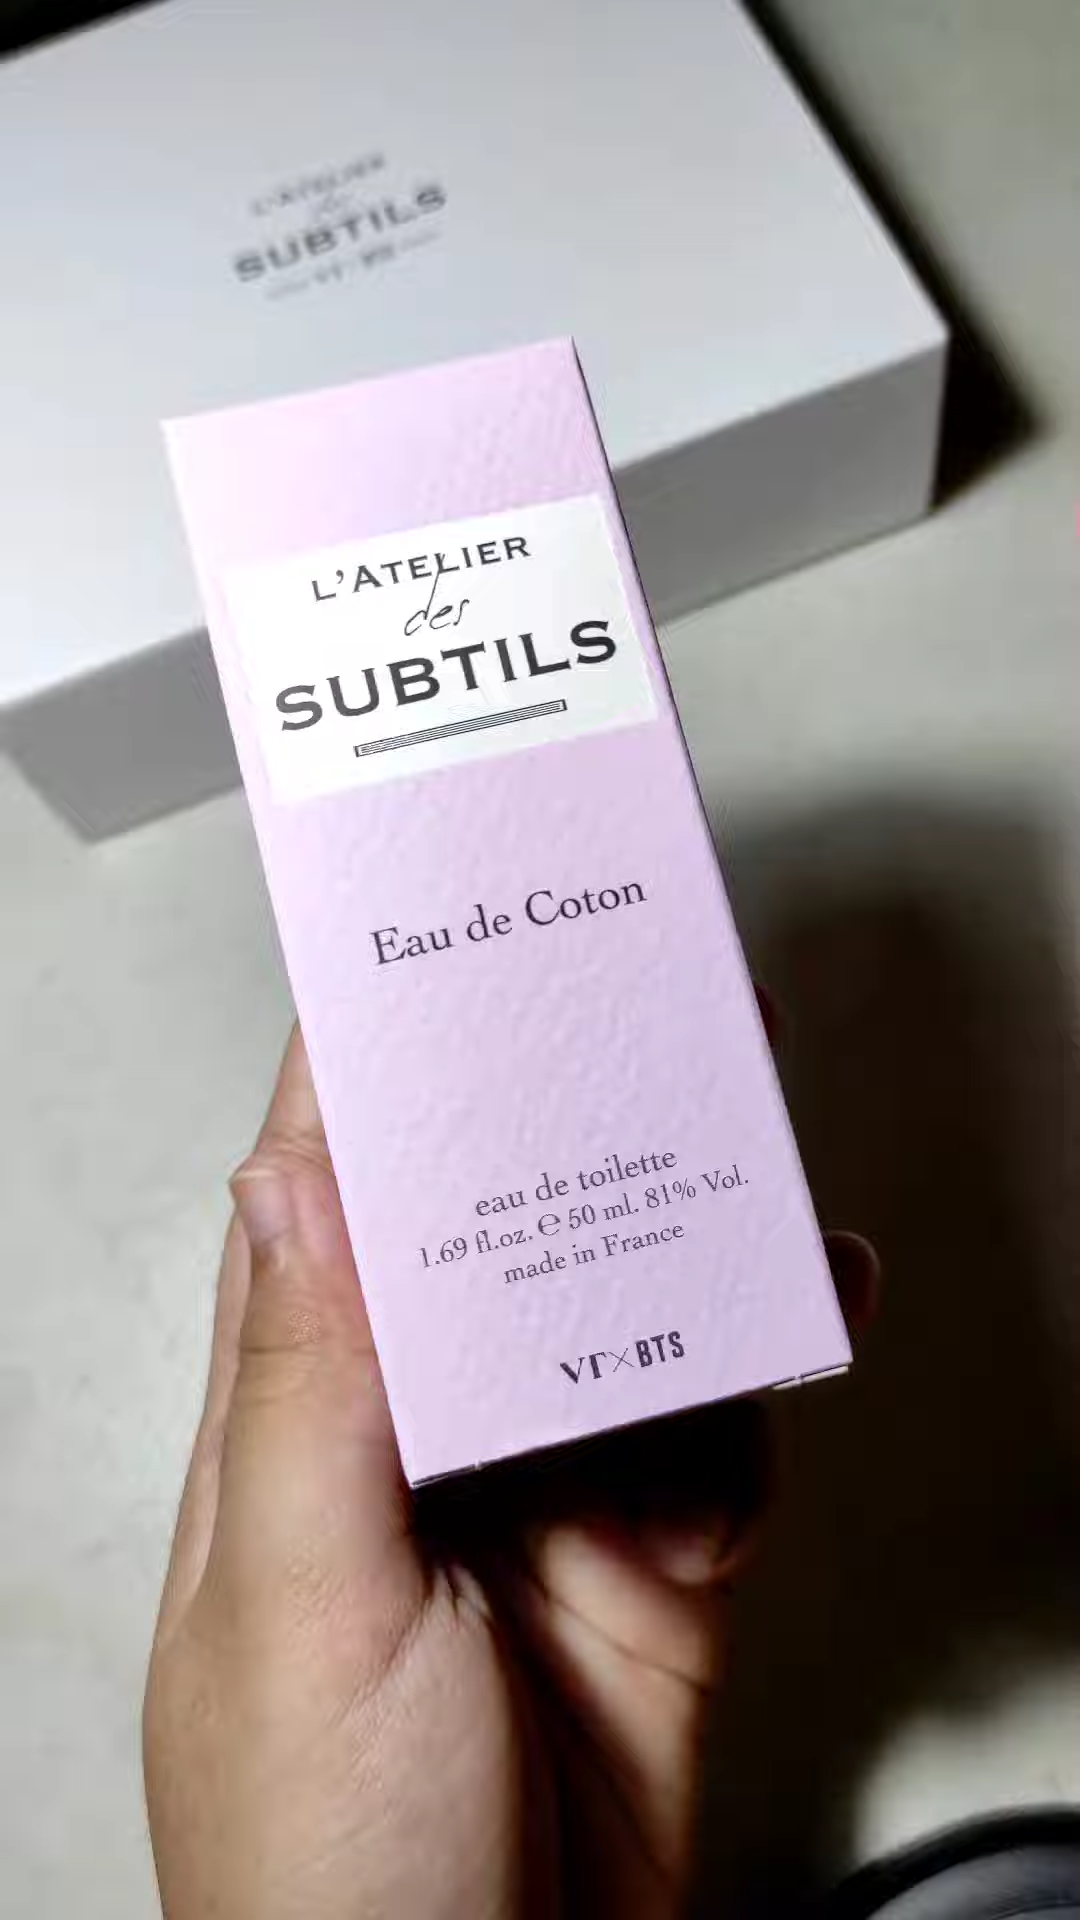 L'ATELIER
des
SUBTILS
L'ATELIER
des
SUBTILS
Eau de Coton
eau de toilette
1.69 fl.oz. ℮ 50 ml. 81% Vol.
made in France
VT×BTS